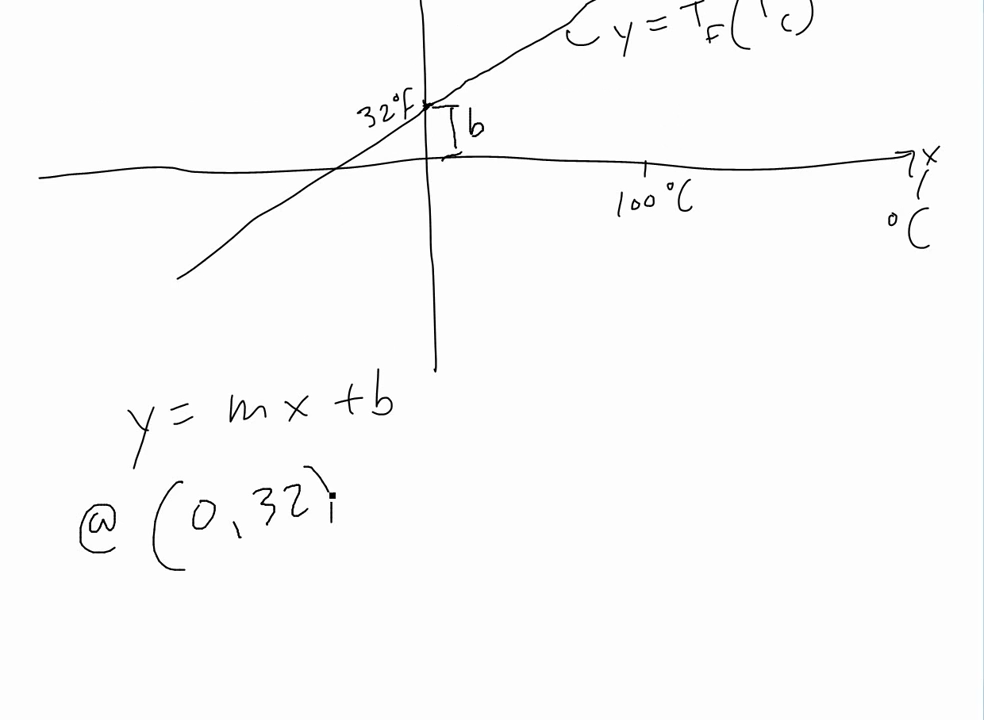 y = T_F(T_C)
32°F
b
x
100°C
°C
y = mx + b
@ (0, 32)